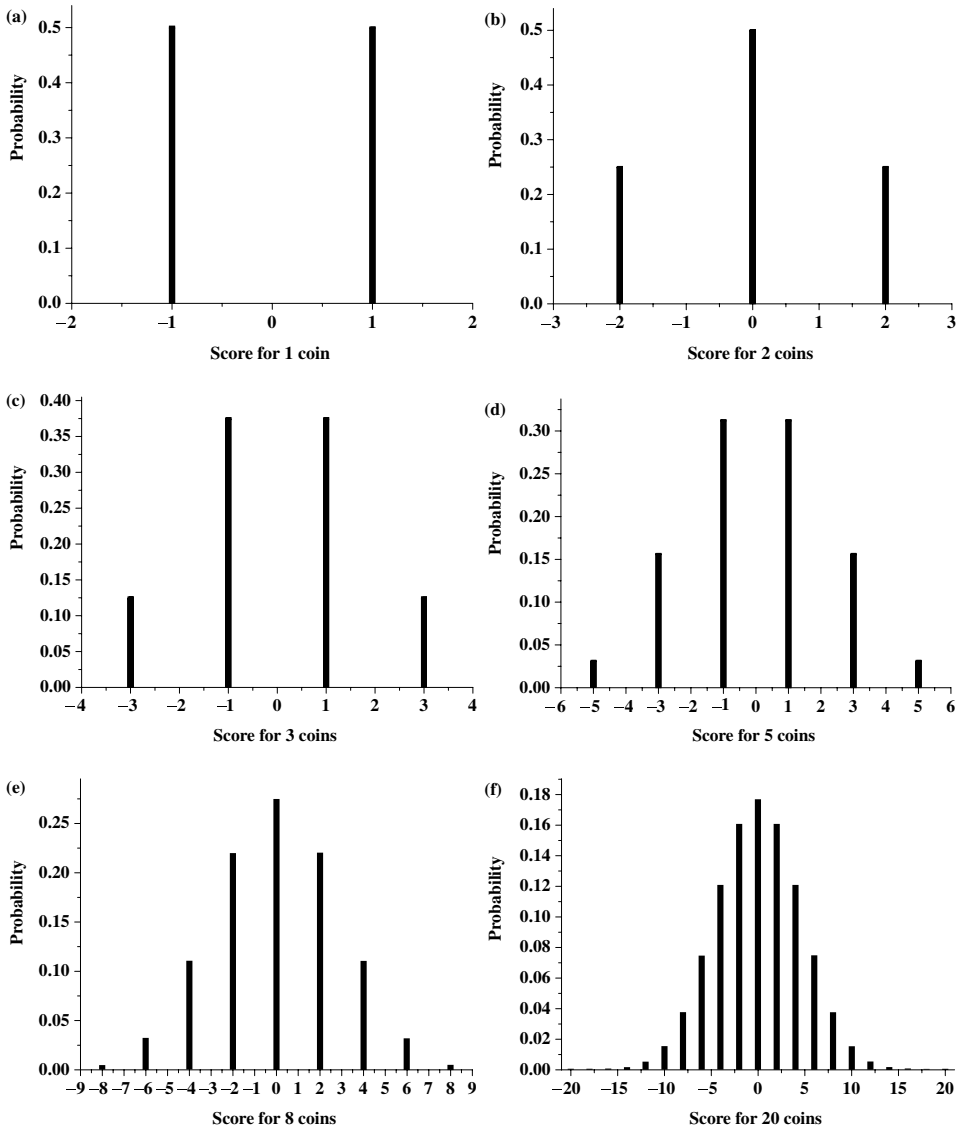 (a)
0.5
0.4
0.3
0.2
0.1
0.0
Probability
−2 −1 0 1 2
Score for 1 coin
(b)
0.5
0.4
0.3
0.2
0.1
0.0
Probability
−3 −2 −1 0 1 2 3
Score for 2 coins
(c)
0.40
0.35
0.30
0.25
0.20
0.15
0.10
0.05
0.00
Probability
−4 −3 −2 −1 0 1 2 3 4
Score for 3 coins
(d)
0.30
0.25
0.20
0.15
0.10
0.05
0.00
Probability
−6 −5 −4 −3 −2 −1 0 1 2 3 4 5 6
Score for 5 coins
(e)
0.25
0.20
0.15
0.10
0.05
0.00
Probability
−9 −8 −7 −6 −5 −4 −3 −2 −1 0 1 2 3 4 5 6 7 8 9
Score for 8 coins
(f)
0.18
0.16
0.14
0.12
0.10
0.08
0.06
0.04
0.02
0.00
Probability
−20 −15 −10 −5 0 5 10 15 20
Score for 20 coins